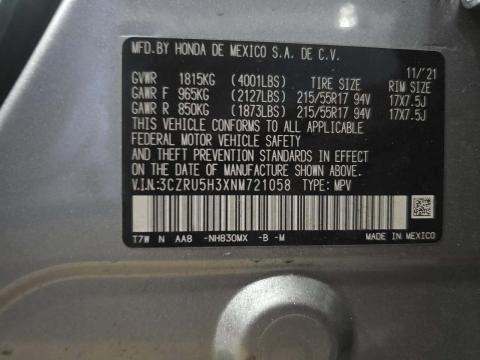 MFD.BY HONDA DE MEXICO S.A. DE C.V.
11/'21
GVWR 1815KG (4001LBS) TIRE SIZE RIM SIZE
GAWR F 965KG (2127LBS) 215/55R17 94V 17X7.5J
GAWR R 850KG (1873LBS) 215/55R17 94V 17X7.5J
THIS VEHICLE CONFORMS TO ALL APPLICABLE
FEDERAL MOTOR VEHICLE SAFETY
AND THEFT PREVENTION STANDARDS IN EFFECT
ON THE DATE OF MANUFACTURE SHOWN ABOVE.
V.I.N:3CZRU5H3XNM721058 TYPE: MPV
T7W N AA8 -NH830MX -B -M MADE IN MEXICO